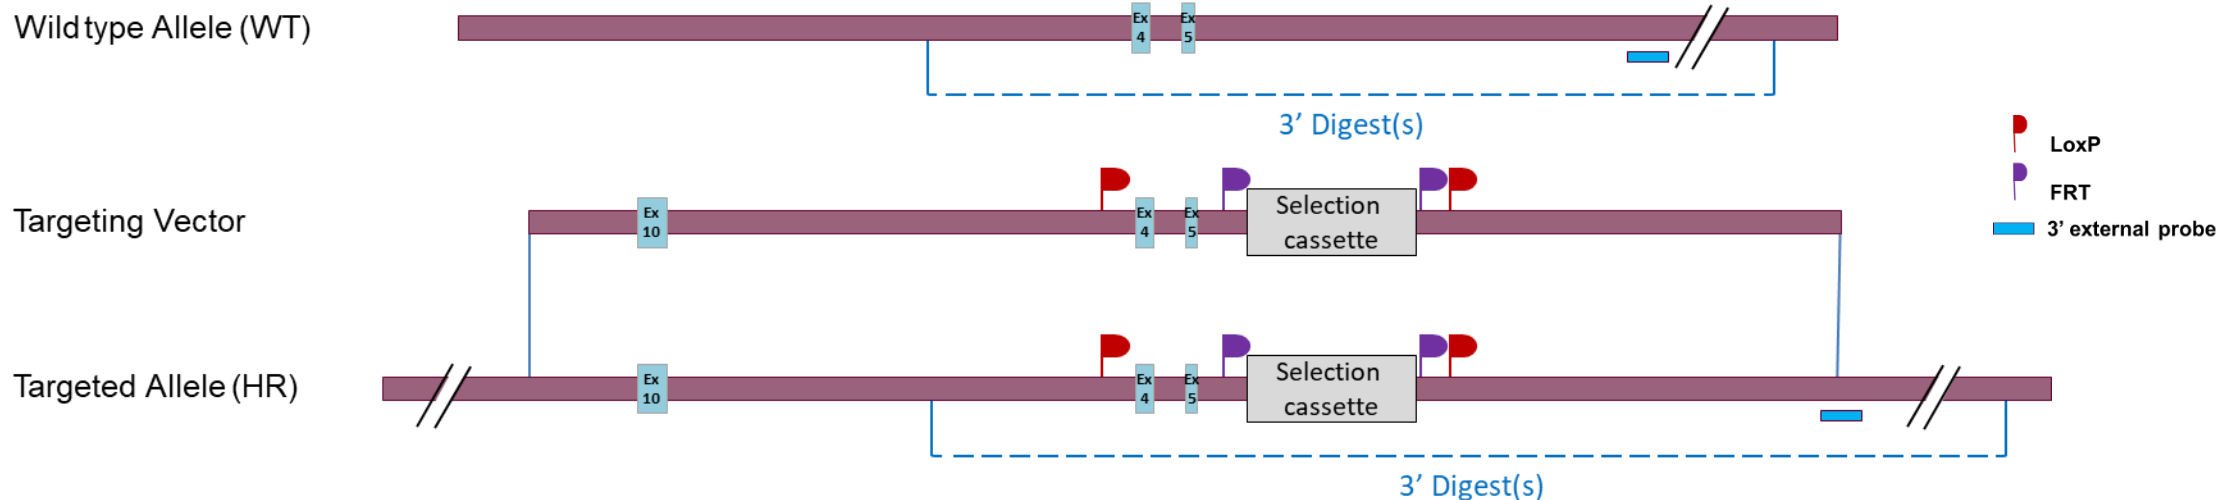 Wild type Allele (WT)
Ex
4
Ex
5
3’ Digest(s)
LoxP
FRT
3’ external probe
Targeting Vector
Ex
10
Ex
4
Ex
5
Selection
cassette
Targeted Allele (HR)
Ex
10
Ex
4
Ex
5
Selection
cassette
3’ Digest(s)